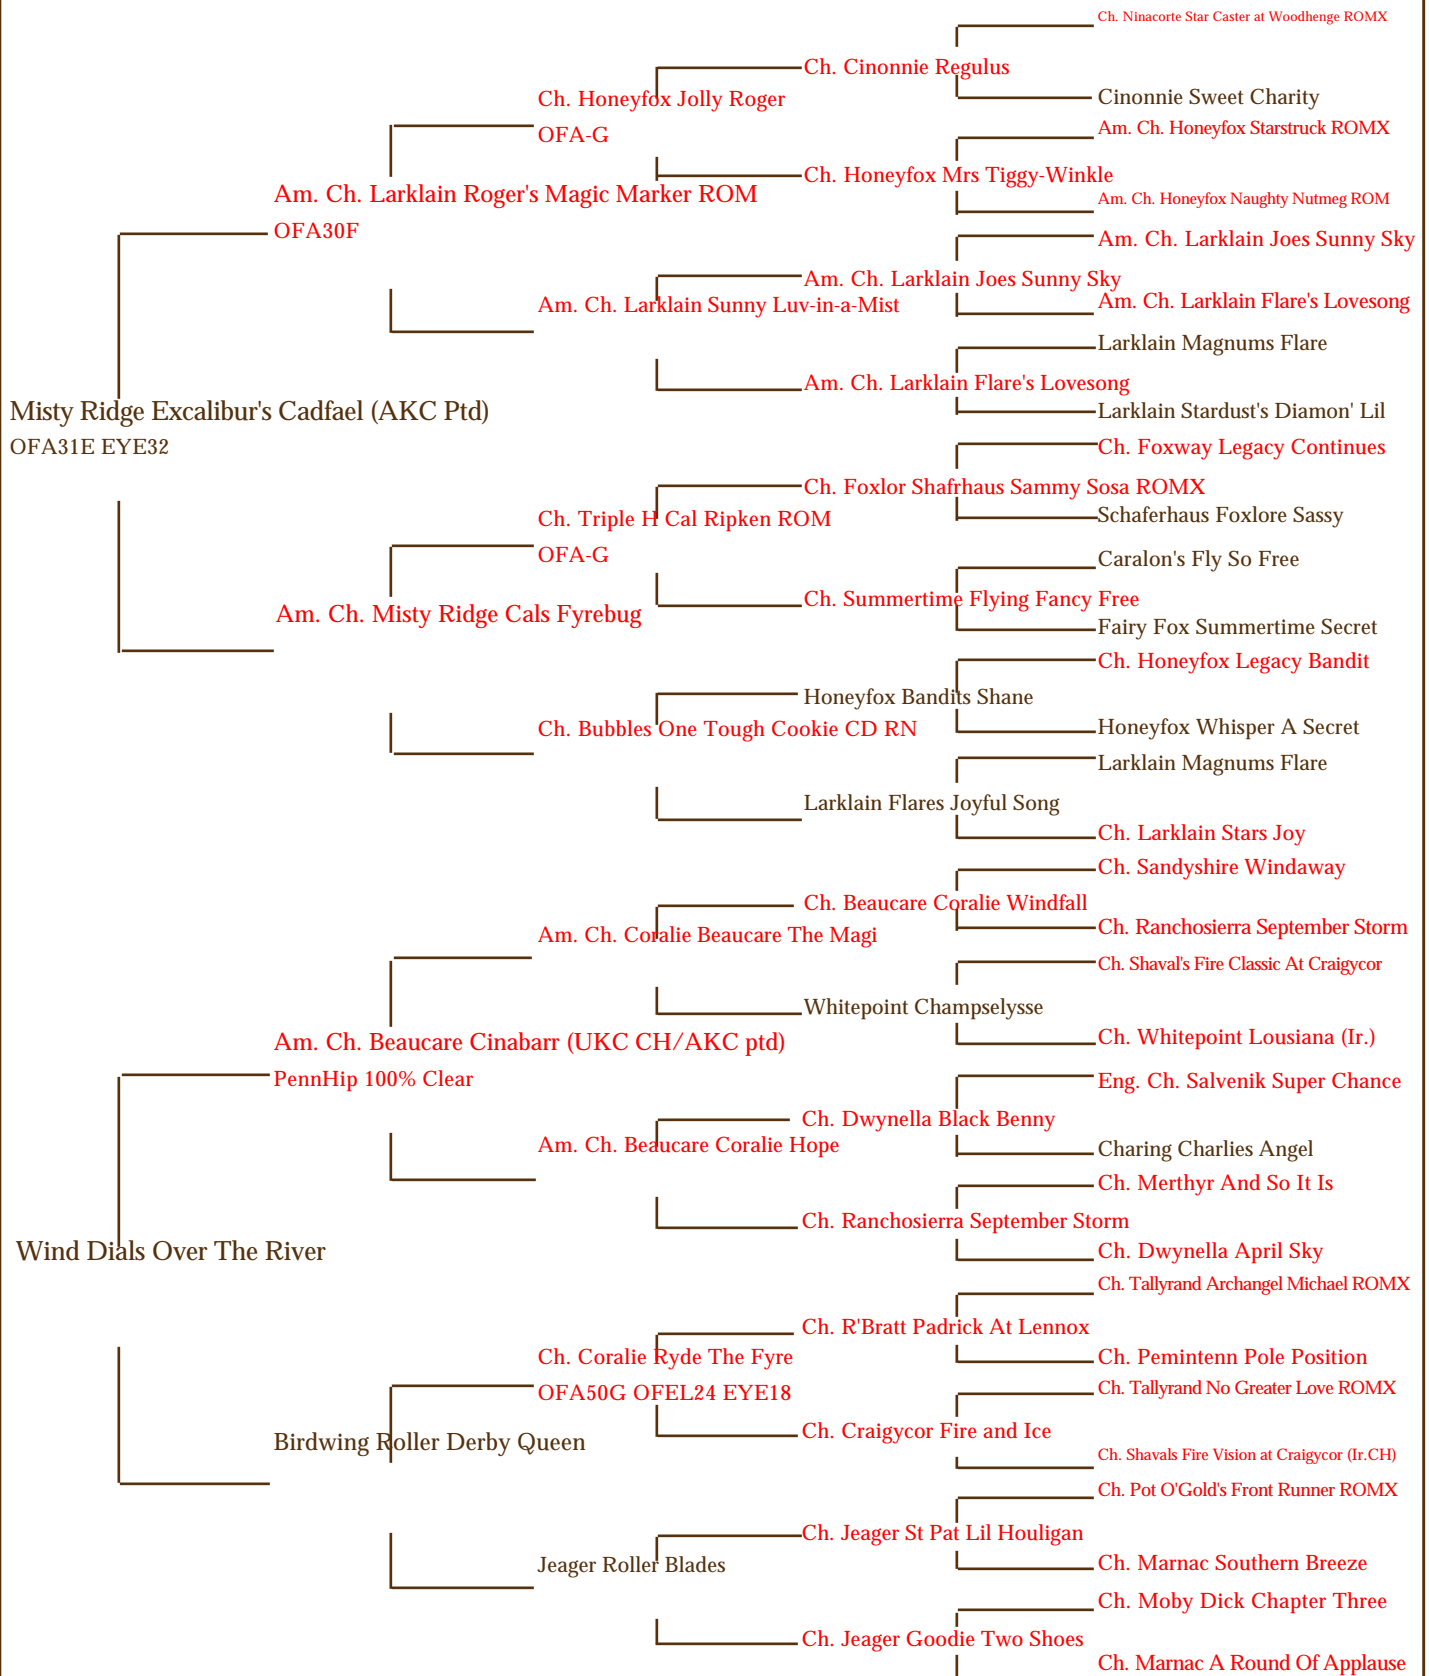 Ch. Ninacorte Star Caster at Woodhenge ROMX
Ch. Cinonnie Regulus
Ch. Honeyfox Jolly Roger
Cinonnie Sweet Charity
OFA-G
Am. Ch. Honeyfox Starstruck ROMX
Ch. Honeyfox Mrs Tiggy-Winkle
Am. Ch. Larklain Roger's Magic Marker ROM
Am. Ch. Honeyfox Naughty Nutmeg ROM
OFA30F
Am. Ch. Larklain Joes Sunny Sky
Am. Ch. Larklain Joes Sunny Sky
Am. Ch. Larklain Sunny Luv-in-a-Mist
Am. Ch. Larklain Flare's Lovesong
Larklain Magnums Flare
Am. Ch. Larklain Flare's Lovesong
Misty Ridge Excalibur's Cadfael (AKC Ptd)
Larklain Stardust's Diamon' Lil
OFA31E EYE32
Ch. Foxway Legacy Continues
Ch. Foxlor Shafrhaus Sammy Sosa ROMX
Ch. Triple H Cal Ripken ROM
Schaferhaus Foxlore Sassy
OFA-G
Caralon's Fly So Free
Ch. Summertime Flying Fancy Free
Am. Ch. Misty Ridge Cals Fyrebug
Fairy Fox Summertime Secret
Ch. Honeyfox Legacy Bandit
Honeyfox Bandits Shane
Ch. Bubbles One Tough Cookie CD RN
Honeyfox Whisper A Secret
Larklain Magnums Flare
Larklain Flares Joyful Song
Ch. Larklain Stars Joy
Ch. Sandyshire Windaway
Ch. Beaucare Coralie Windfall
Am. Ch. Coralie Beaucare The Magi
Ch. Ranchosierra September Storm
Ch. Shaval's Fire Classic At Craigycor
Whitepoint Champselysse
Am. Ch. Beaucare Cinabarr (UKC CH/AKC ptd)
Ch. Whitepoint Lousiana (Ir.)
PennHip 100% Clear
Eng. Ch. Salvenik Super Chance
Ch. Dwynella Black Benny
Am. Ch. Beaucare Coralie Hope
Charing Charlies Angel
Ch. Merthyr And So It Is
Ch. Ranchosierra September Storm
Wind Dials Over The River
Ch. Dwynella April Sky
Ch. Tallyrand Archangel Michael ROMX
Ch. R'Bratt Padrick At Lennox
Ch. Coralie Ryde The Fyre
Ch. Pemintenn Pole Position
OFA50G OFEL24 EYE18
Ch. Tallyrand No Greater Love ROMX
Ch. Craigycor Fire and Ice
Birdwing Roller Derby Queen
Ch. Shavals Fire Vision at Craigycor (Ir.CH)
Ch. Pot O'Gold's Front Runner ROMX
Ch. Jeager St Pat Lil Houligan
Jeager Roller Blades
Ch. Marnac Southern Breeze
Ch. Moby Dick Chapter Three
Ch. Jeager Goodie Two Shoes
Ch. Marnac A Round Of Applause